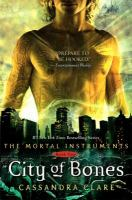 "PREPARE TO
BE HOOKED."
—Entertainment Weekly
#1 New York Times Bestselling Series
THE MORTAL INSTRUMENTS
City of Bones
CASSANDRA CLARE